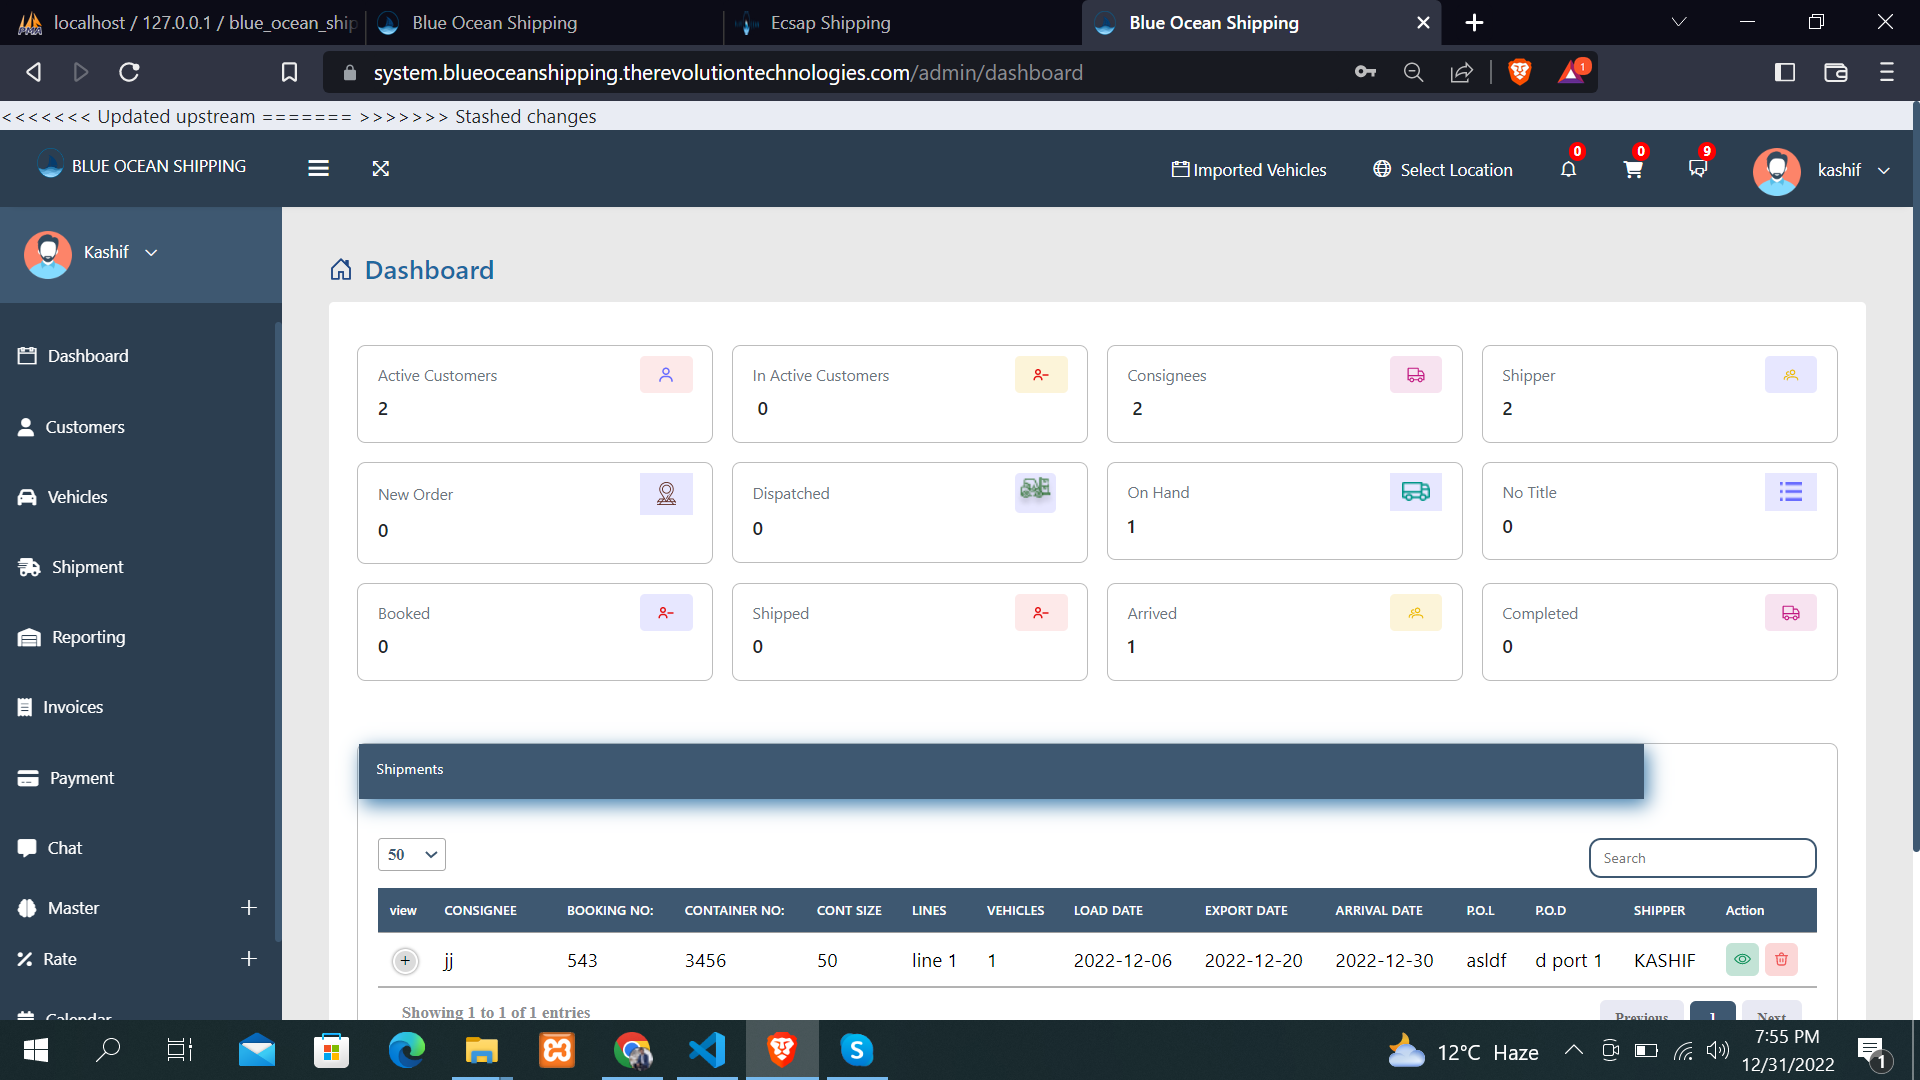 localhost / 127.0.0.1 / blue_ocean_ship
Blue Ocean Shipping
Ecsap Shipping
Blue Ocean Shipping
system.blueoceanshipping.therevolutiontechnologies.com/admin/dashboard
1
<<<<<<< Updated upstream ======= >>>>>>> Stashed changes
BLUE OCEAN SHIPPING
Imported Vehicles
Select Location
0
0
9
kashif
Kashif
Dashboard
Customers
Vehicles
Shipment
Reporting
Invoices
Payment
Chat
Master
Rate
Calendar
Dashboard
Active Customers
2
In Active Customers
0
Consignees
2
Shipper
2
New Order
0
Dispatched
0
On Hand
1
No Title
0
Booked
0
Shipped
0
Arrived
1
Completed
0
Shipments
50
Search
view CONSIGNEE BOOKING NO: CONTAINER NO: CONT SIZE LINES VEHICLES LOAD DATE EXPORT DATE ARRIVAL DATE P.O.L P.O.D SHIPPER Action
+ jj 543 3456 50 line 1 1 2022-12-06 2022-12-20 2022-12-30 asldf d port 1 KASHIF
Showing 1 to 1 of 1 entries
Previous 1 Next
12°C Haze
7:55 PM
12/31/2022
1